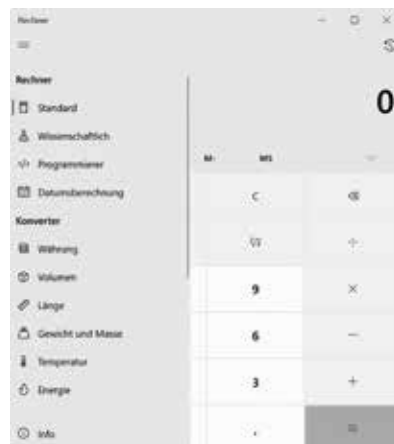 Rechner
0
Rechner
Standard
Wissenschaftlich
Programmierer
Datumsberechnung
M- MS
C
Konverter
Währung
Volumen
9 ×
Länge
Gewicht und Masse
6 −
Temperatur
Energie
3 +
Info
, =